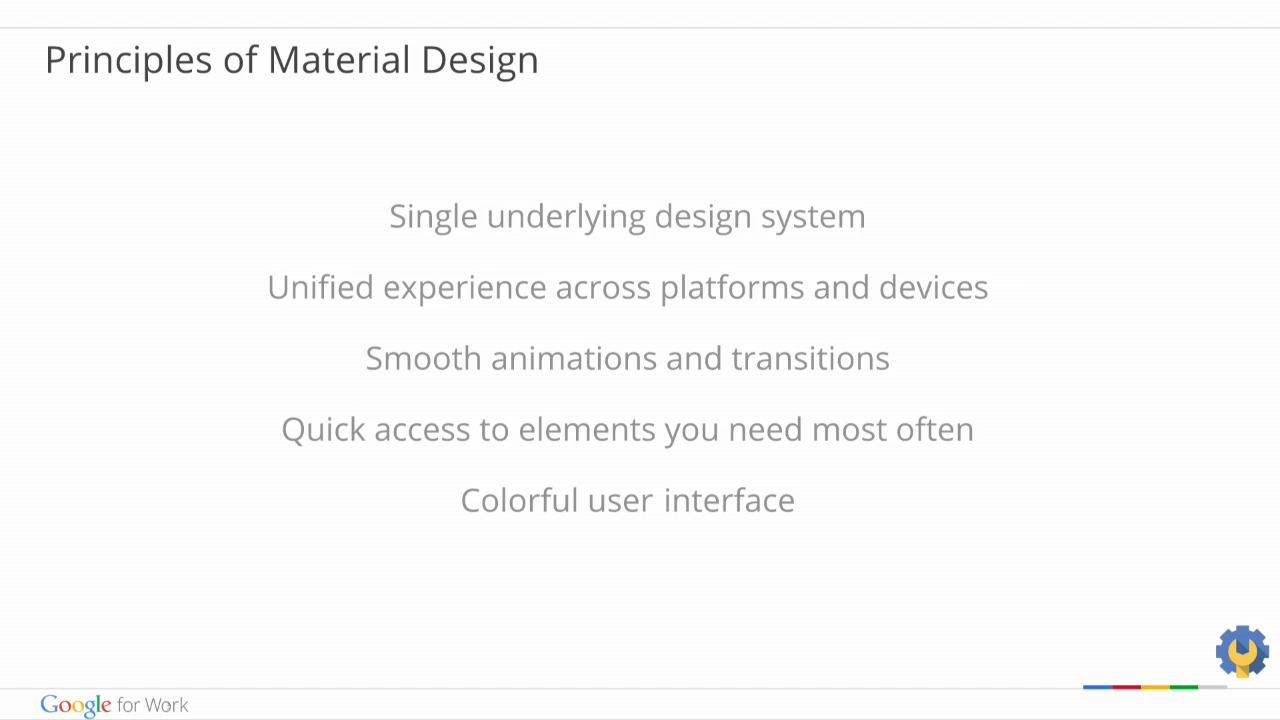 Principles of Material Design
Single underlying design system
Unified experience across platforms and devices
Smooth animations and transitions
Quick access to elements you need most often
Colorful user interface
Google for Work